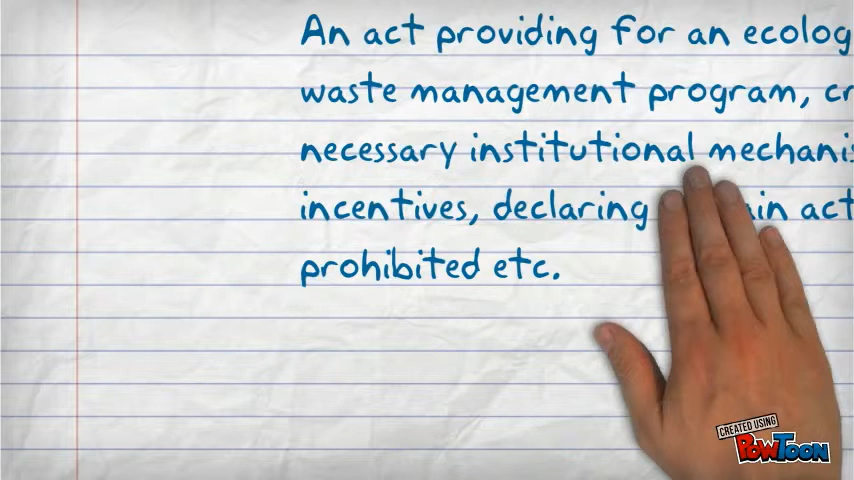 An act providing for an ecolog
waste management program, cr
necessary institutional mechanis
incentives, declaring in act
prohibited etc.
CREATED USING
POWTOON